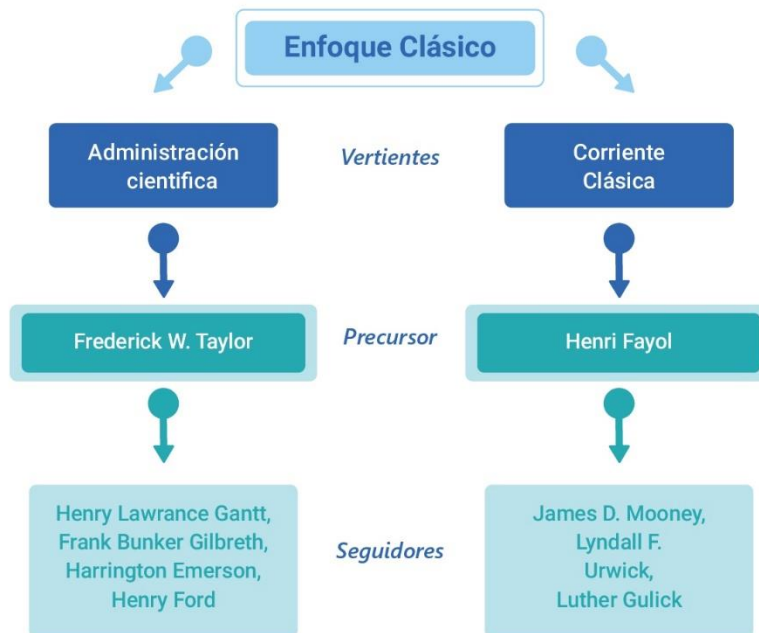 Enfoque Clásico
Administración
cientifica
Vertientes
Corriente
Clásica
Frederick W. Taylor
Precursor
Henri Fayol
Henry Lawrance Gantt,
Frank Bunker Gilbreth,
Harrington Emerson,
Henry Ford
Seguidores
James D. Mooney,
Lyndall F.
Urwick,
Luther Gulick